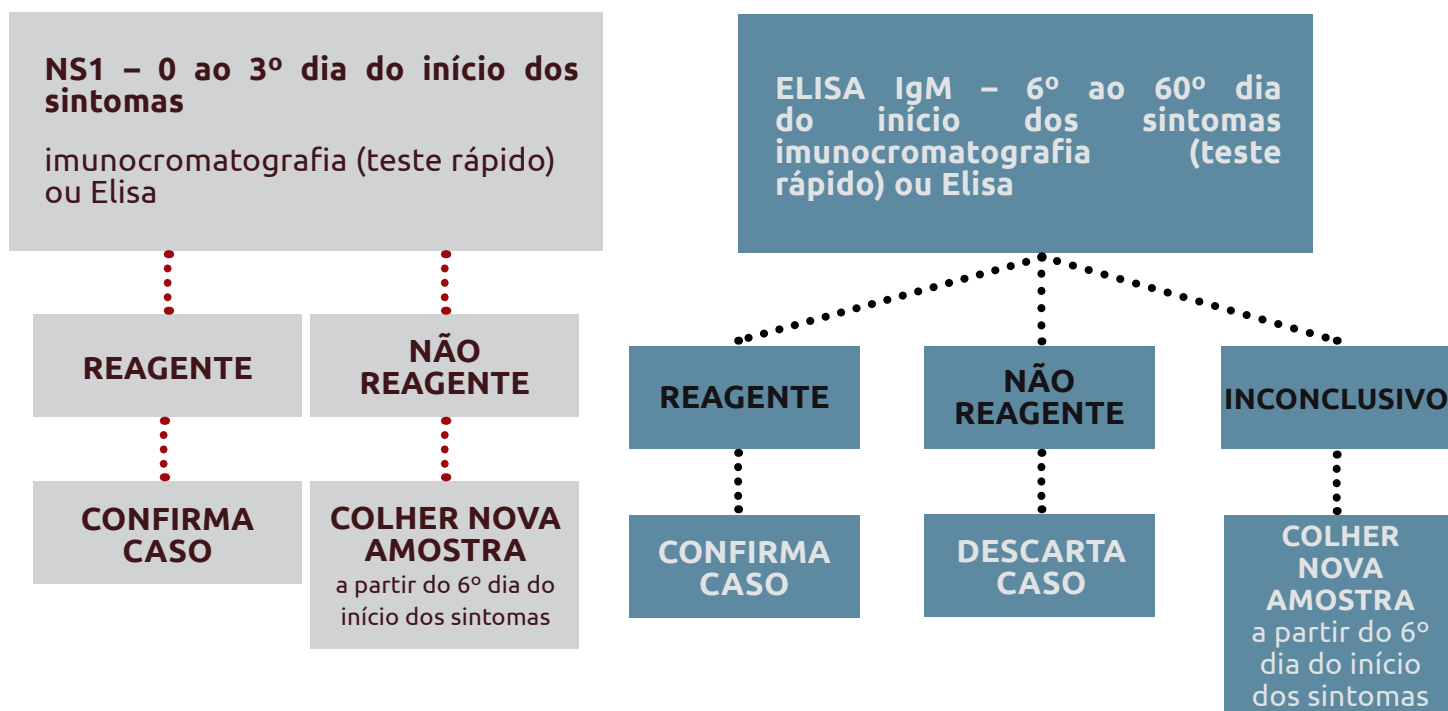 NS1 – 0 ao 3º dia do início dos
sintomas
imunocromatografia (teste rápido)
ou Elisa
REAGENTE
NÃO
REAGENTE
CONFIRMA
CASO
COLHER NOVA
AMOSTRA
a partir do 6º dia do
início dos sintomas
ELISA IgM – 6º ao 60º dia
do início dos sintomas
imunocromatografia (teste
rápido) ou Elisa
REAGENTE
NÃO
REAGENTE
INCONCLUSIVO
CONFIRMA
CASO
DESCARTA
CASO
COLHER
NOVA
AMOSTRA
a partir do 6º
dia do início
dos sintomas